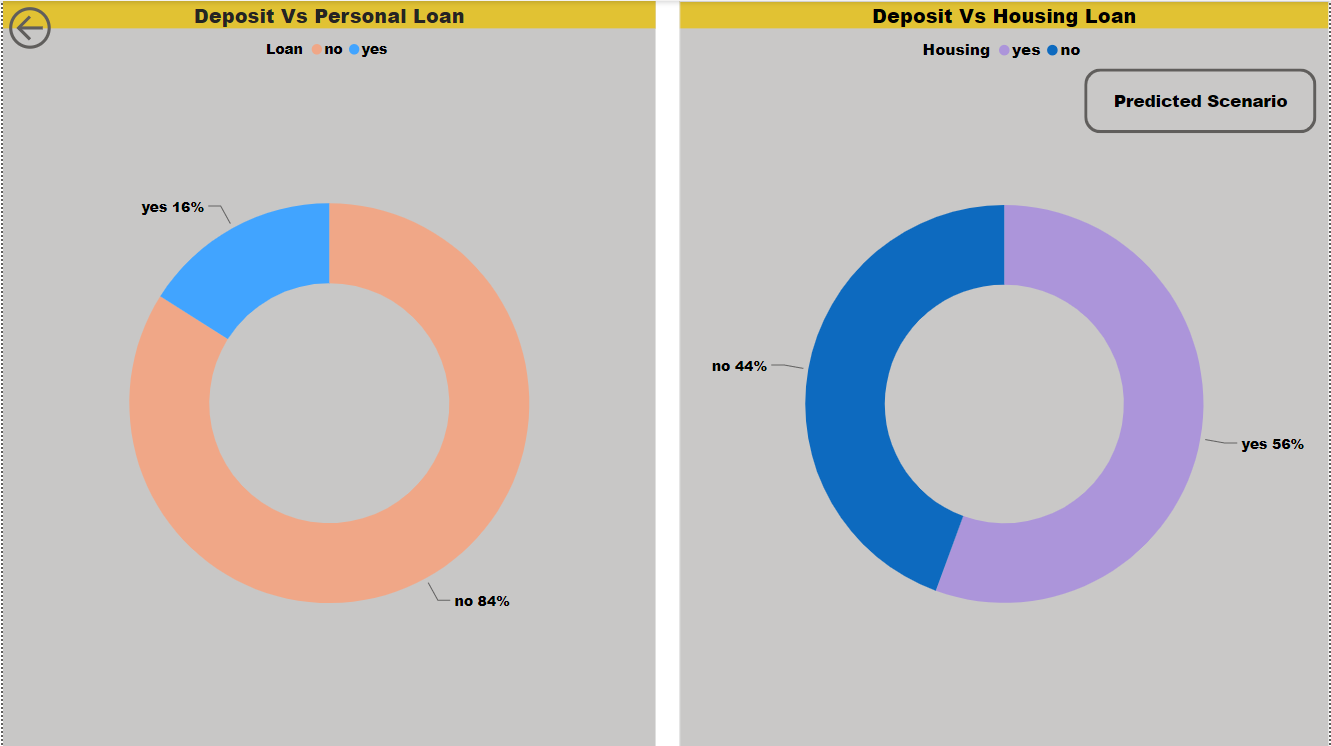 Deposit Vs Personal Loan
Loan no yes
yes 16%
no 84%
Deposit Vs Housing Loan
Housing yes no
Predicted Scenario
no 44%
yes 56%